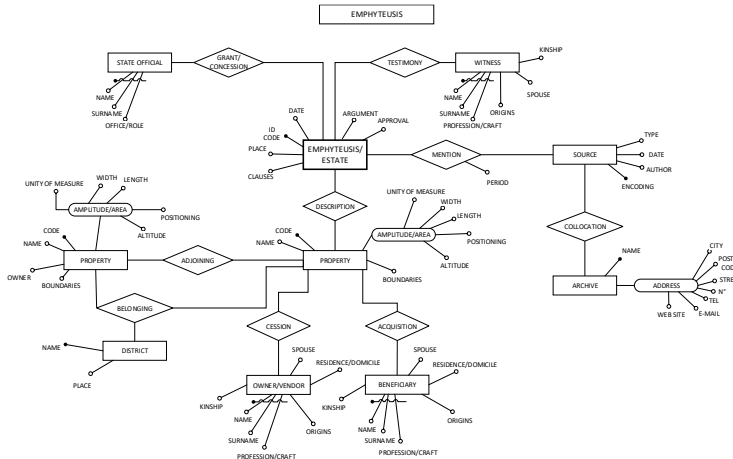 EMPHYTEUSIS
STATE OFFICIAL
GRANT/
CONCESSION
TESTIMONY
WITNESS
KINSHIP
SPOUSE
NAME
SURNAME
OFFICE/ROLE
NAME
SURNAME
PROFESSION/CRAFT
ORIGINS
DATE
ARGUMENT
APPROVAL
ID
CODE
PLACE
CLAUSES
EMPHYTEUSIS/
ESTATE
MENTION
PERIOD
SOURCE
TYPE
DATE
AUTHOR
ENCODING
WIDTH
LENGTH
UNITY OF MEASURE
AMPLITUDE/AREA
POSITIONING
ALTITUDE
DESCRIPTION
UNITY OF MEASURE
WIDTH
LENGTH
AMPLITUDE/AREA
POSITIONING
ALTITUDE
COLLOCATION
CODE
NAME
PROPERTY
OWNER
BOUNDARIES
ADJOINING
CODE
NAME
PROPERTY
BOUNDARIES
NAME
ARCHIVE
ADDRESS
CITY
POST
COD
STRE
N°
TEL
E-MAIL
WEB SITE
BELONGING
NAME
DISTRICT
PLACE
CESSION
ACQUISITION
SPOUSE
RESIDENCE/DOMICILE
OWNER/VENDOR
KINSHIP
NAME
SURNAME
PROFESSION/CRAFT
ORIGINS
SPOUSE
RESIDENCE/DOMICILE
BENEFICIARY
KINSHIP
NAME
SURNAME
PROFESSION/CRAFT
ORIGINS